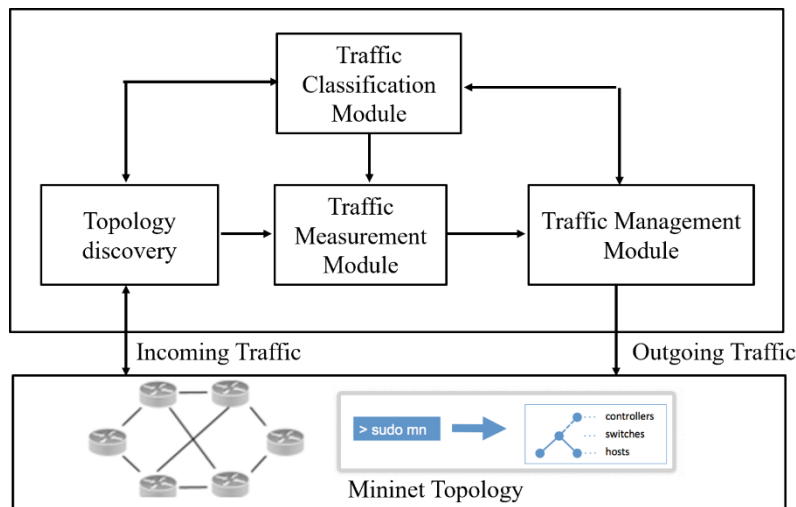 Traffic
Classification
Module
Topology
discovery
Traffic
Measurement
Module
Traffic Management
Module
Incoming Traffic
Outgoing Traffic
> sudo mn
controllers
switches
hosts
Mininet Topology